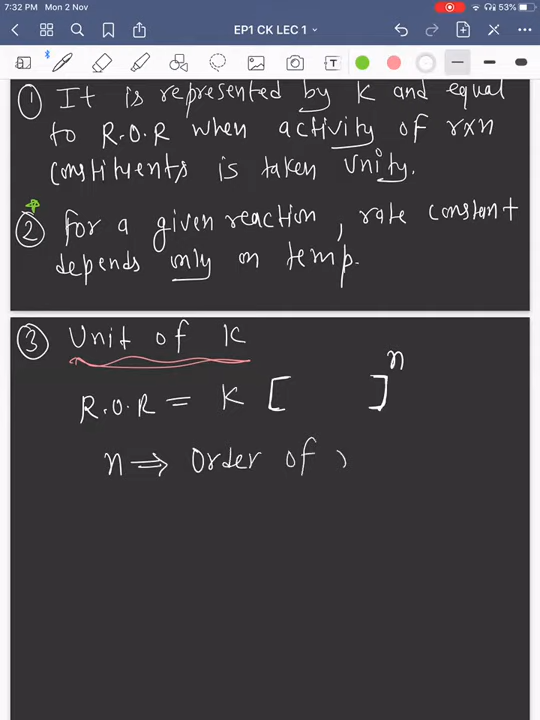 7:32 PM Mon 2 Nov 53%
EP1 CK LEC 1
① It is represented by K and equal
to R.O.R when activity of rxn
constituents is taken unity.
② for a given reaction, rate constant
depends only on temp.
③ Unit of K
R.O.R = K [ ]ⁿ
n ⇒ Order of